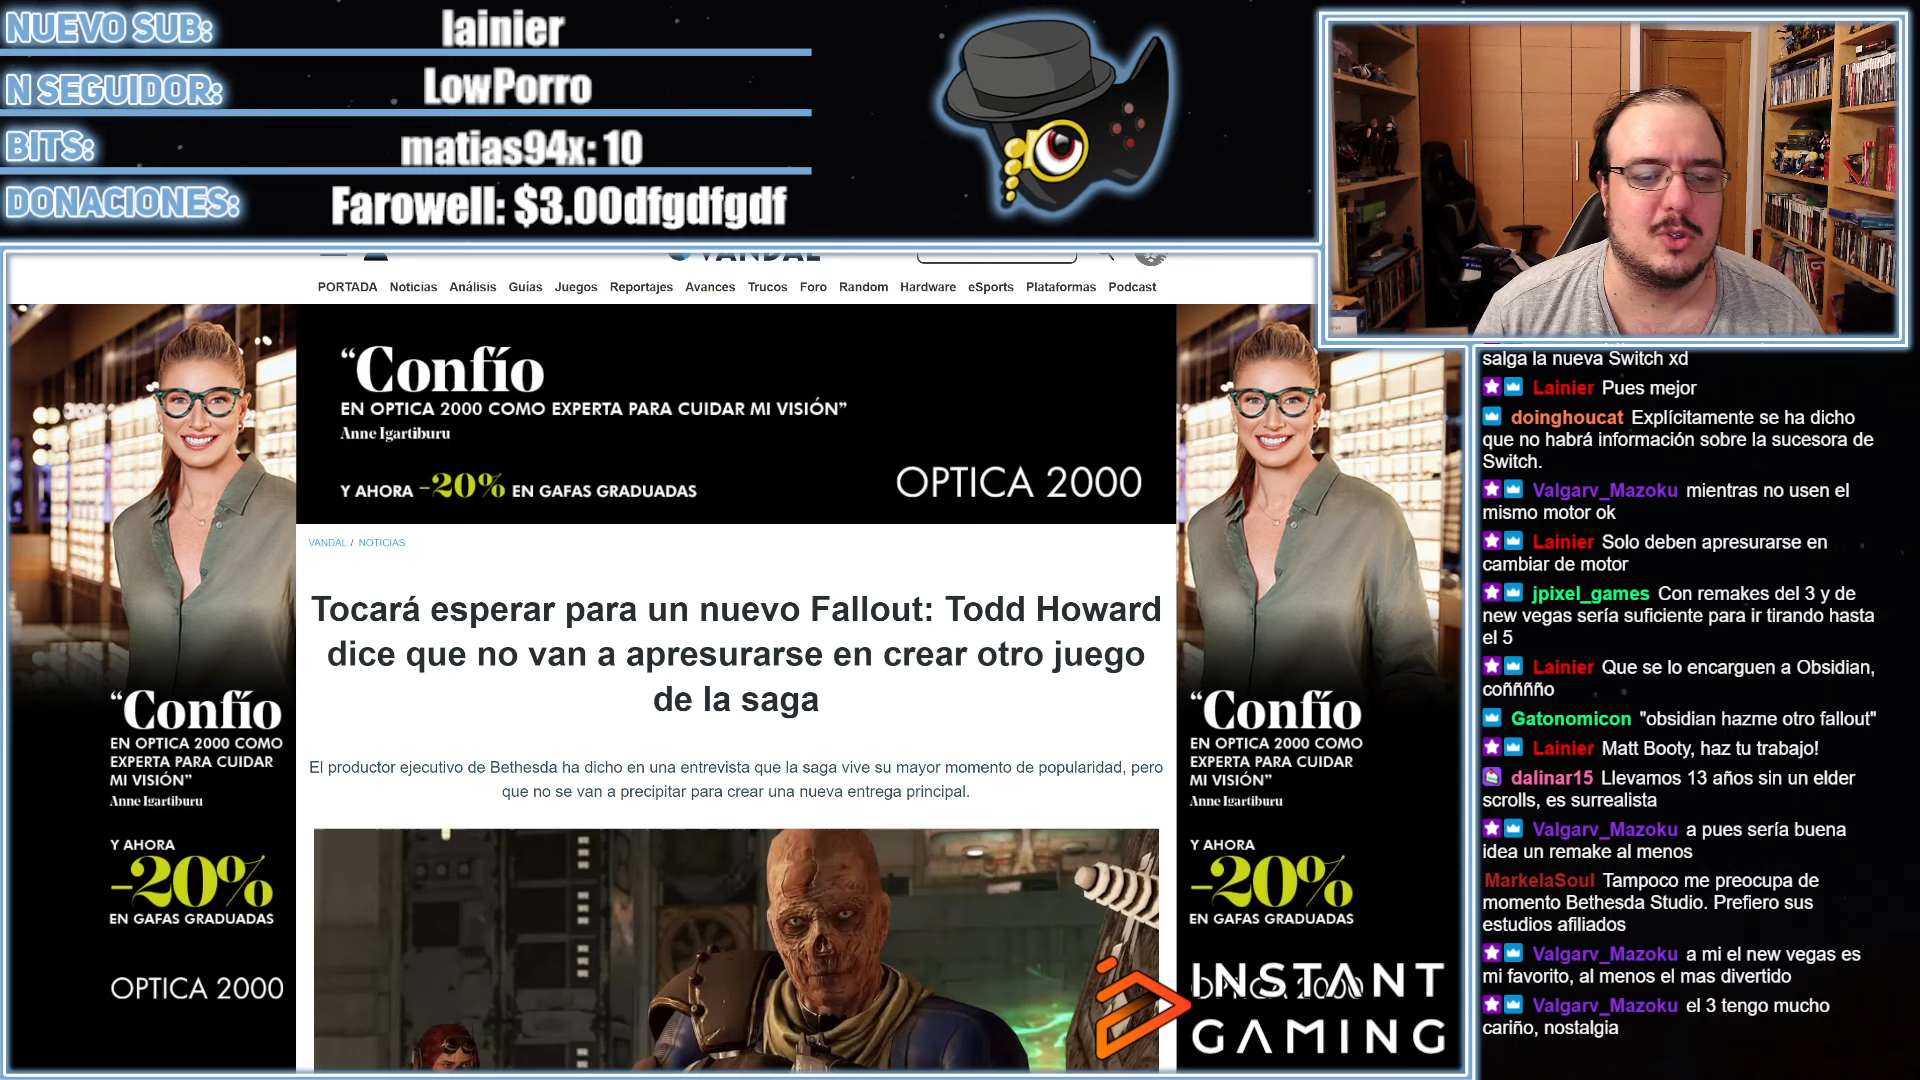 NUEVO SUB:
lainier
N SEGUIDOR:
LowPorro
BITS:
matias94x: 10
DONACIONES:
Farowell: $3.00dfgdfgdf
VANDAL
PORTADA Noticias Análisis Guías Juegos Reportajes Avances Trucos Foro Random Hardware eSports Plataformas Podcast
“Confío
EN OPTICA 2000 COMO EXPERTA PARA CUIDAR MI VISIÓN”
Anne Igartiburu
Y AHORA -20% EN GAFAS GRADUADAS
OPTICA 2000
VANDAL / NOTICIAS
Tocará esperar para un nuevo Fallout: Todd Howard
dice que no van a apresurarse en crear otro juego
de la saga
El productor ejecutivo de Bethesda ha dicho en una entrevista que la saga vive su mayor momento de popularidad, pero
que no se van a precipitar para crear una nueva entrega principal.
“Confío
EN OPTICA 2000 COMO
EXPERTA PARA CUIDAR
MI VISIÓN”
Anne Igartiburu
Y AHORA
-20%
EN GAFAS GRADUADAS
OPTICA 2000
“Confío
EN OPTICA 2000 COMO
EXPERTA PARA CUIDAR
MI VISIÓN”
Anne Igartiburu
Y AHORA
-20%
EN GAFAS GRADUADAS
OPTICA 2000
INSTANT
GAMING
salga la nueva Switch xd
Lainier Pues mejor
doinghoucat Explícitamente se ha dicho
que no habrá información sobre la sucesora de
Switch.
Valgarv_Mazoku mientras no usen el
mismo motor ok
Lainier Solo deben apresurarse en
cambiar de motor
jpixel_games Con remakes del 3 y de
new vegas sería suficiente para ir tirando hasta
el 5
Lainier Que se lo encarguen a Obsidian,
coññññо
Gatonomicon "obsidian hazme otro fallout"
Lainier Matt Booty, haz tu trabajo!
dalinar15 Llevamos 13 años sin un elder
scrolls, es surrealista
Valgarv_Mazoku a pues sería buena
idea un remake al menos
MarkelaSoul Tampoco me preocupa de
momento Bethesda Studio. Prefiero sus
estudios afiliados
Valgarv_Mazoku a mi el new vegas es
mi favorito, al menos el mas divertido
Valgarv_Mazoku el 3 tengo mucho
cariño, nostalgia